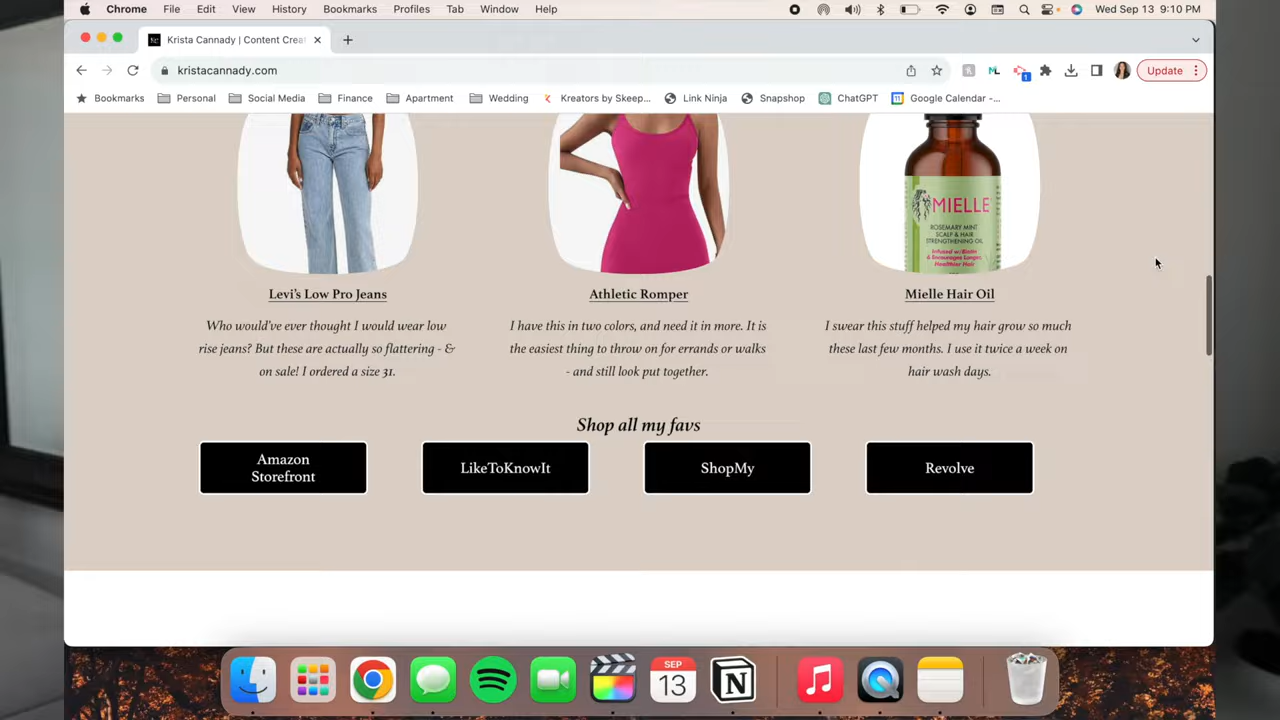 Chrome File Edit View History Bookmarks Profiles Tab Window Help Wed Sep 13 9:10 PM
Krista Cannady | Content Crea
kristacannady.com
Update
Bookmarks Personal Social Media Finance Apartment Wedding Kreators by Skeep... Link Ninja Snapshop ChatGPT Google Calendar -...
MIELLE
ROSEMARY MINT
SCALP & HAIR
STRENGTHENING OIL
Infused w/Biotin
& Encourages Longer,
Healthier Hair
Levi's Low Pro Jeans
Who would've ever thought I would wear low
rise jeans? But these are actually so flattering - &
on sale! I ordered a size 31.
Athletic Romper
I have this in two colors, and need it in more. It is
the easiest thing to throw on for errands or walks
- and still look put together.
Mielle Hair Oil
I swear this stuff helped my hair grow so much
these last few months. I use it twice a week on
hair wash days.
Shop all my favs
Amazon
Storefront
LikeToKnowIt
ShopMy
Revolve
SEP
13